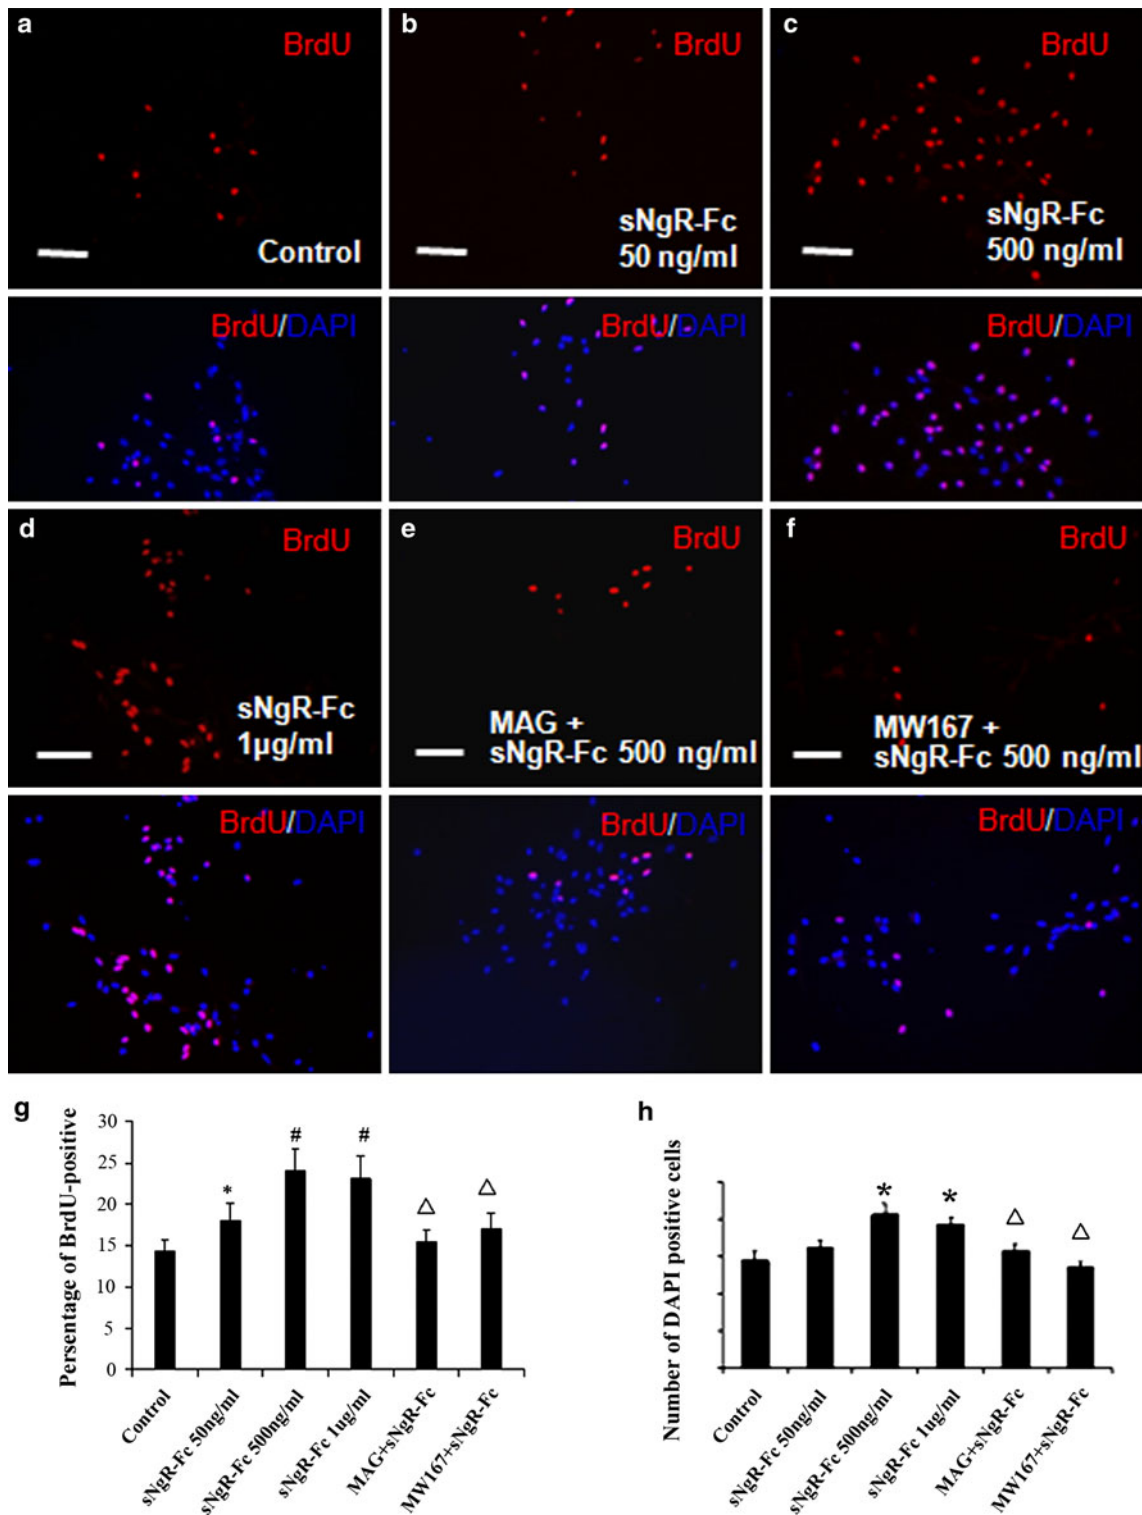 a
BrdU
Control
b
BrdU
sNgR-Fc
50 ng/ml
c
BrdU
sNgR-Fc
500 ng/ml
BrdU/DAPI
BrdU/DAPI
BrdU/DAPI
d
BrdU
sNgR-Fc
1µg/ml
e
BrdU
MAG +
sNgR-Fc 500 ng/ml
f
BrdU
MW167 +
sNgR-Fc 500 ng/ml
BrdU/DAPI
BrdU/DAPI
BrdU/DAPI
g
Persentage of BrdU-positive
30
25
20
15
10
5
0
*
#
#
△
△
Control
sNgR-Fc 50ng/ml
sNgR-Fc 500ng/ml
sNgR-Fc 1ug/ml
MAG+sNgR-Fc
MW167+sNgR-Fc
h
Number of DAPI positive cells
*
*
△
△
Control
sNgR-Fc 50ng/ml
sNgR-Fc 500ng/ml
sNgR-Fc 1ug/ml
MAG+sNgR-Fc
MW167+sNgR-Fc